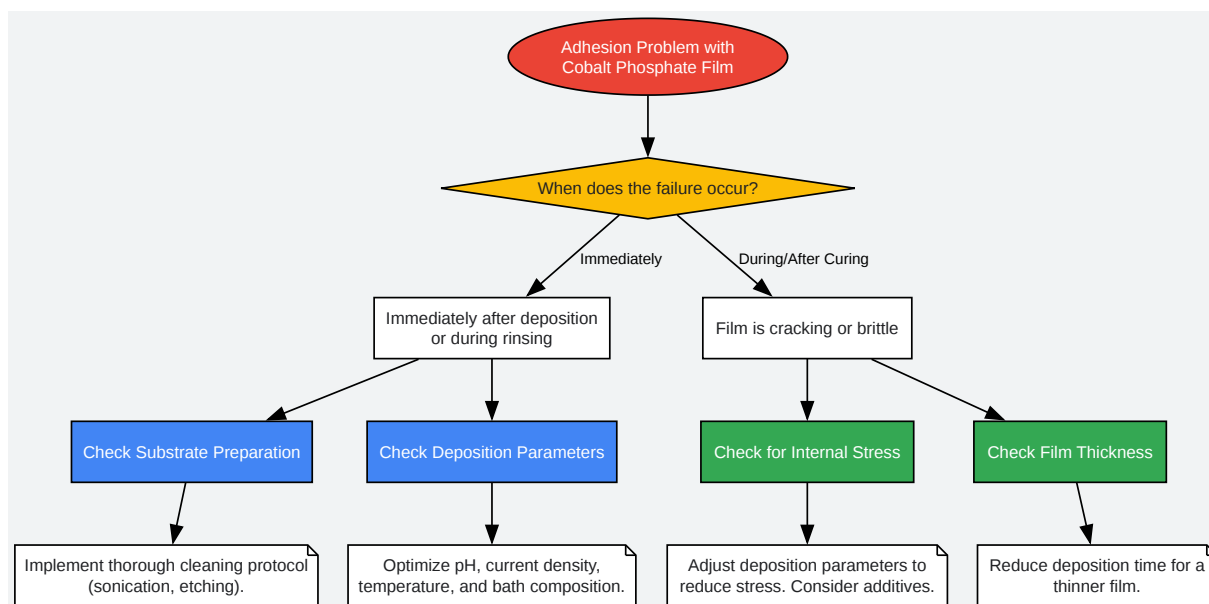 Adhesion Problem with
Cobalt Phosphate Film
When does the failure occur?
Immediately
During/After Curing
Immediately after deposition
or during rinsing
Film is cracking or brittle
Check Substrate Preparation
Check Deposition Parameters
Check for Internal Stress
Check Film Thickness
Implement thorough cleaning protocol
(sonication, etching).
Optimize pH, current density,
temperature, and bath composition.
Adjust deposition parameters to
reduce stress. Consider additives.
Reduce deposition time for a
thinner film.